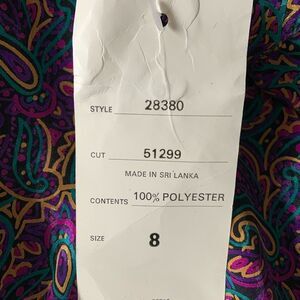 STYLE 28380
CUT 51299
MADE IN SRI LANKA
CONTENTS 100% POLYESTER
SIZE 8